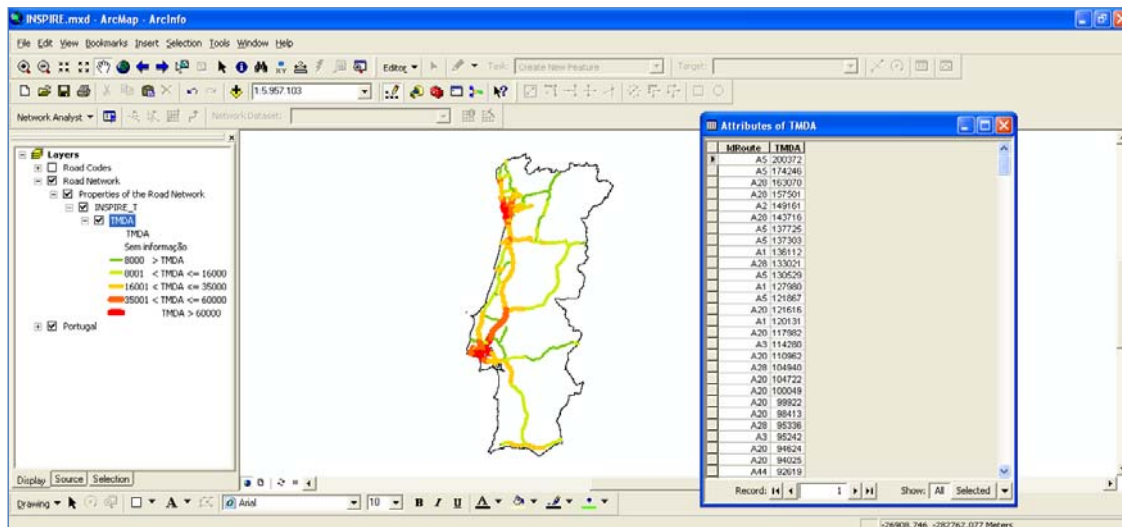 INSPIRE.mxd - ArcMap - ArcInfo
File Edit View Bookmarks Insert Selection Tools Window Help
Editor Task: Create New Feature Target:
1:5.957.103
Network Analyst Network Dataset:
Layers
Road Codes
Road Network
Properties of the Road Network
INSPIRE_T
TMDA
TMDA
Sem informação
8000 > TMDA
8001 < TMDA <= 16000
16001 < TMDA <= 35000
35001 < TMDA <= 60000
TMDA > 60000
Portugal
Display Source Selection
Attributes of TMDA
IdRoute TMDA
A5 200372
A5 174246
A28 163070
A28 157501
A2 149161
A28 143716
A5 137725
A5 137303
A1 136112
A28 133021
A5 130529
A1 127980
A5 121867
A20 121616
A1 120131
A20 117982
A3 114280
A20 110962
A28 104940
A20 104722
A20 100049
A20 99922
A20 98413
A28 95336
A3 95242
A20 94624
A20 94025
A44 92619
Record: 1 Show: All Selected
Drawing A Arial 10 B I U A
-26908,746 -282762,077 Meters